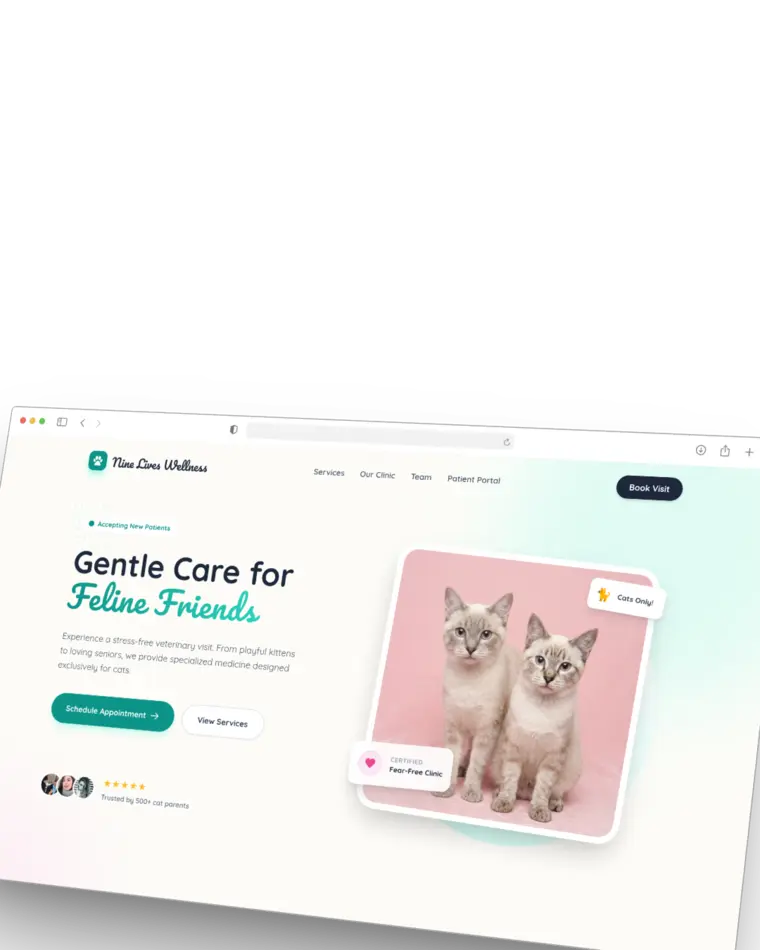 Nine Lives Wellness
Services
Our Clinic
Team
Patient Portal
Book Visit
Accepting New Patients
Gentle Care for
Feline Friends
Experience a stress-free veterinary visit. From playful kittens
to loving seniors, we provide specialized medicine designed
exclusively for cats.
Schedule Appointment →
View Services
★★★★★
Trusted by 500+ cat parents
Cats Only!
CERTIFIED
Fear-Free Clinic